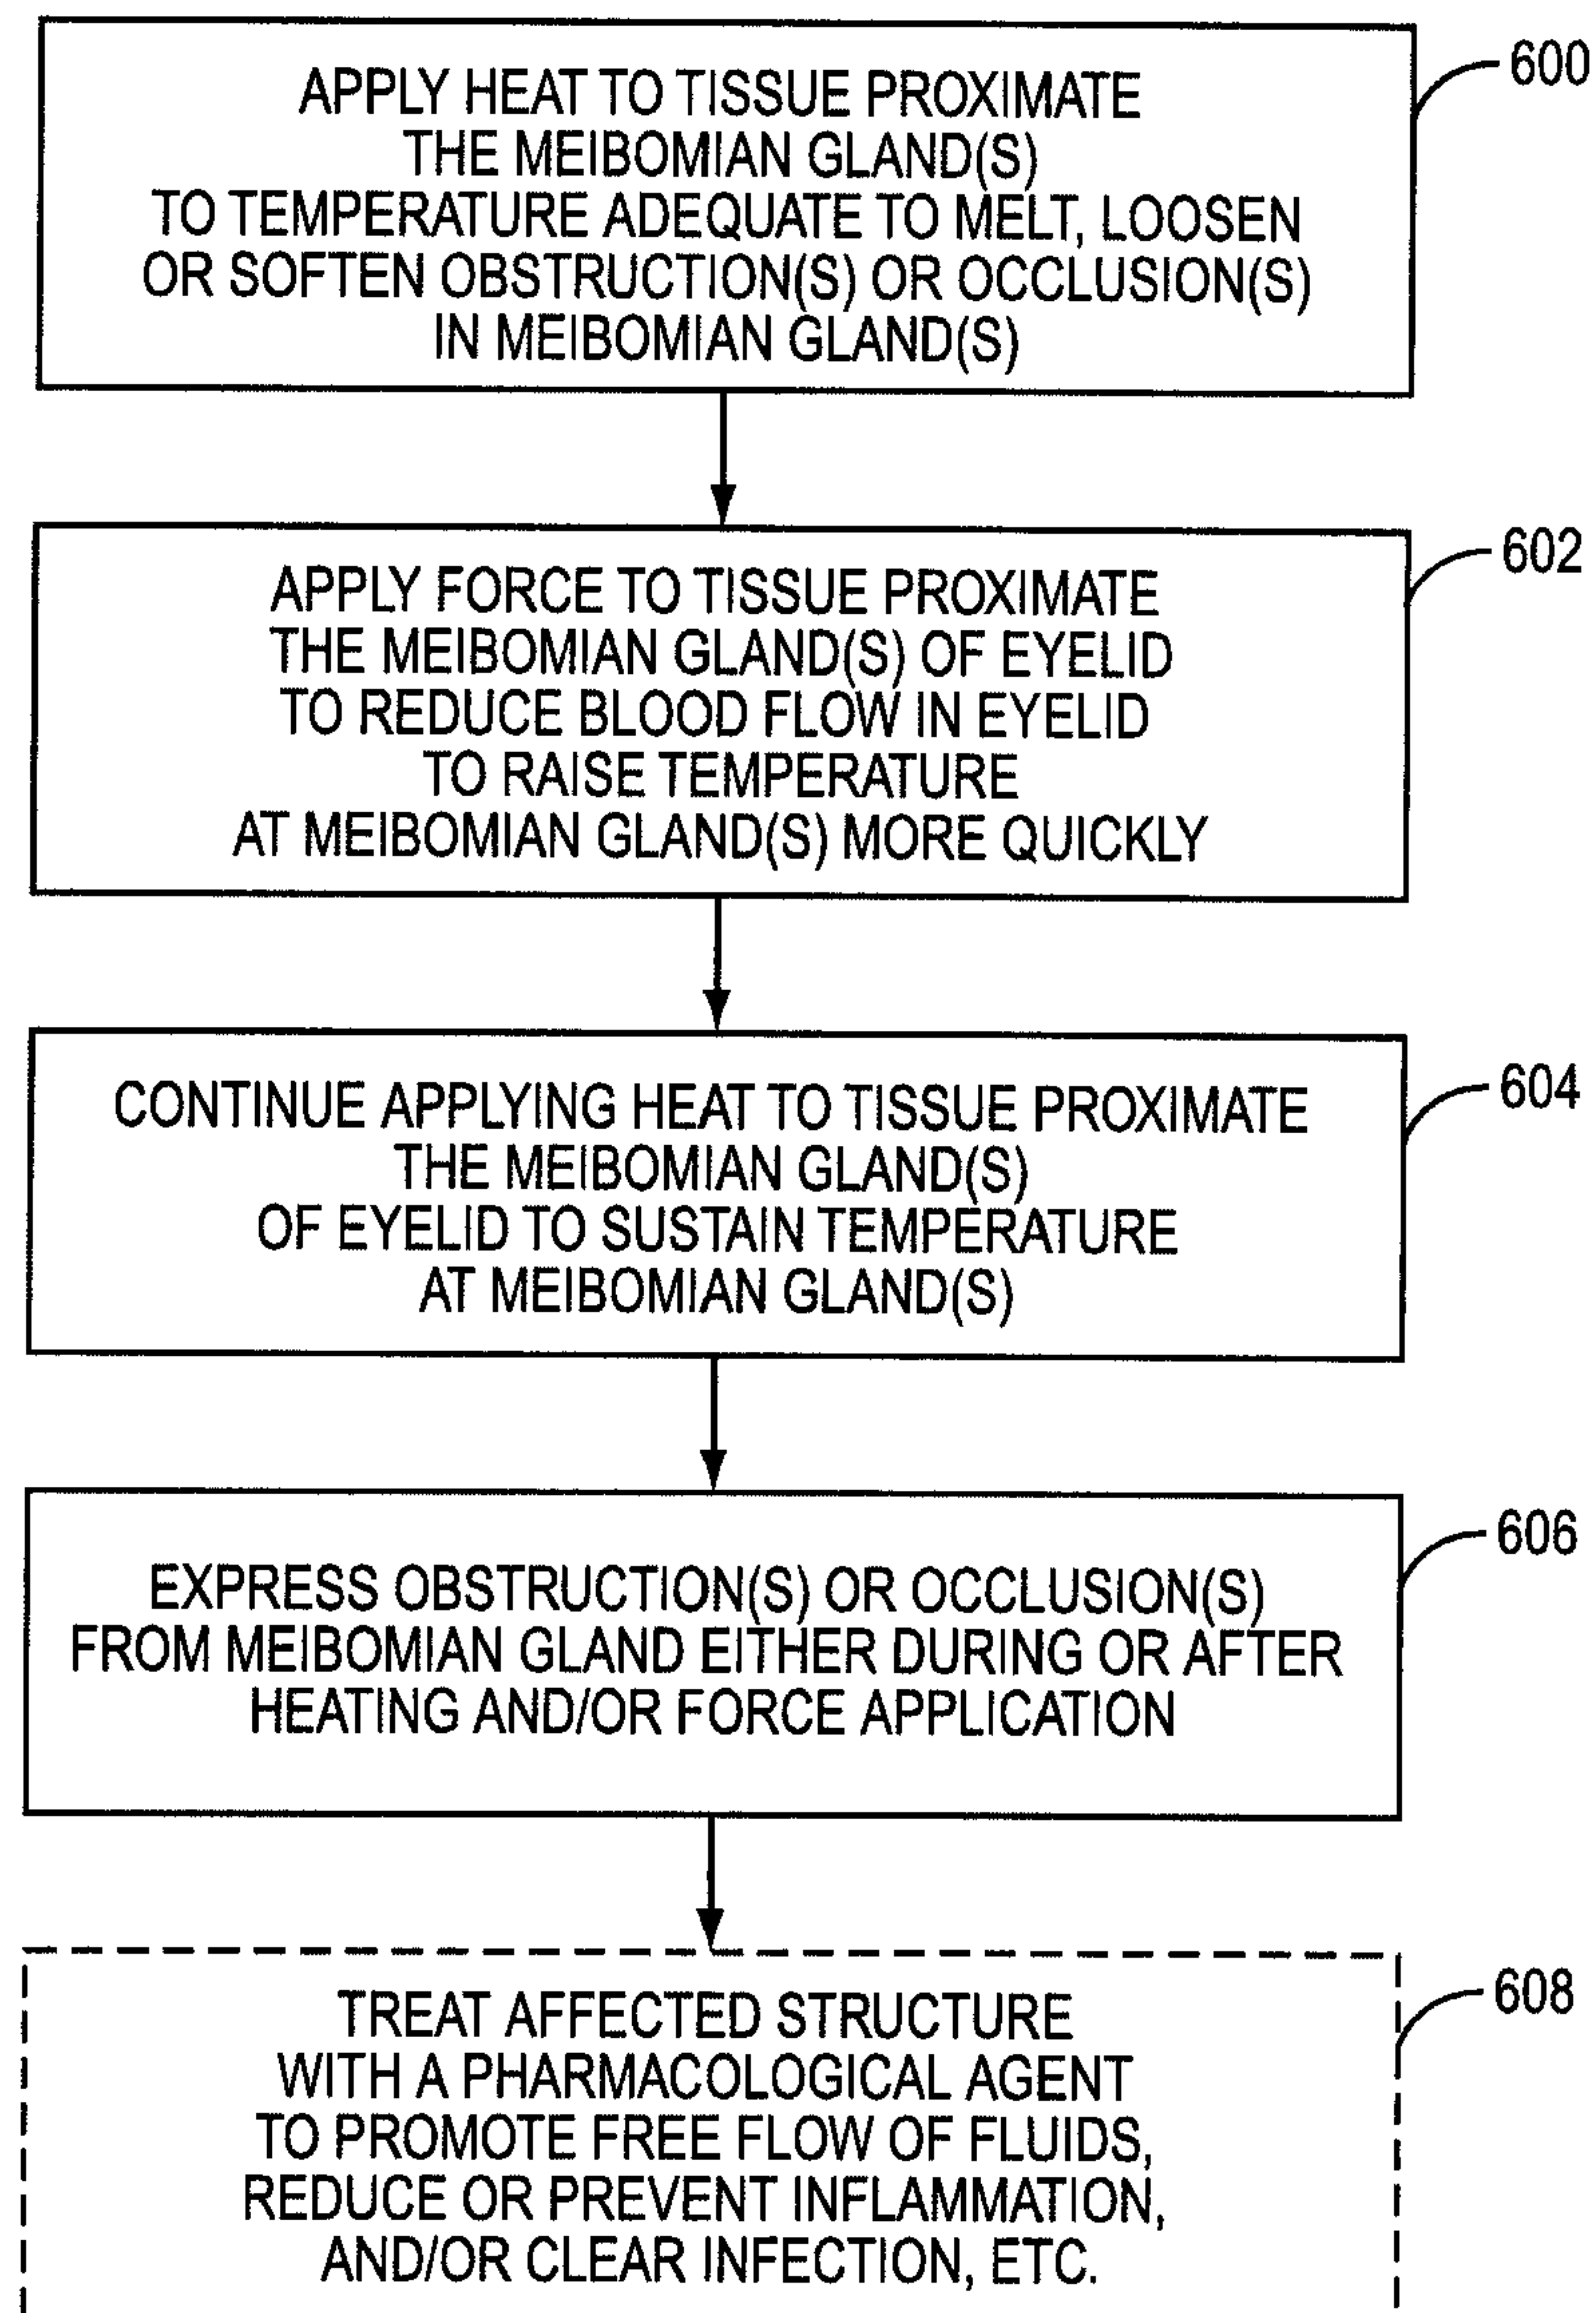 APPLY HEAT TO TISSUE PROXIMATE
THE MEIBOMIAN GLAND(S)
TO TEMPERATURE ADEQUATE TO MELT, LOOSEN
OR SOFTEN OBSTRUCTION(S) OR OCCLUSION(S)
IN MEIBOMIAN GLAND(S)
600
APPLY FORCE TO TISSUE PROXIMATE
THE MEIBOMIAN GLAND(S) OF EYELID
TO REDUCE BLOOD FLOW IN EYELID
TO RAISE TEMPERATURE
AT MEIBOMIAN GLAND(S) MORE QUICKLY
602
CONTINUE APPLYING HEAT TO TISSUE PROXIMATE
THE MEIBOMIAN GLAND(S)
OF EYELID TO SUSTAIN TEMPERATURE
AT MEIBOMIAN GLAND(S)
604
EXPRESS OBSTRUCTION(S) OR OCCLUSION(S)
FROM MEIBOMIAN GLAND EITHER DURING OR AFTER
HEATING AND/OR FORCE APPLICATION
606
TREAT AFFECTED STRUCTURE
WITH A PHARMACOLOGICAL AGENT
TO PROMOTE FREE FLOW OF FLUIDS,
REDUCE OR PREVENT INFLAMMATION,
AND/OR CLEAR INFECTION, ETC.
608